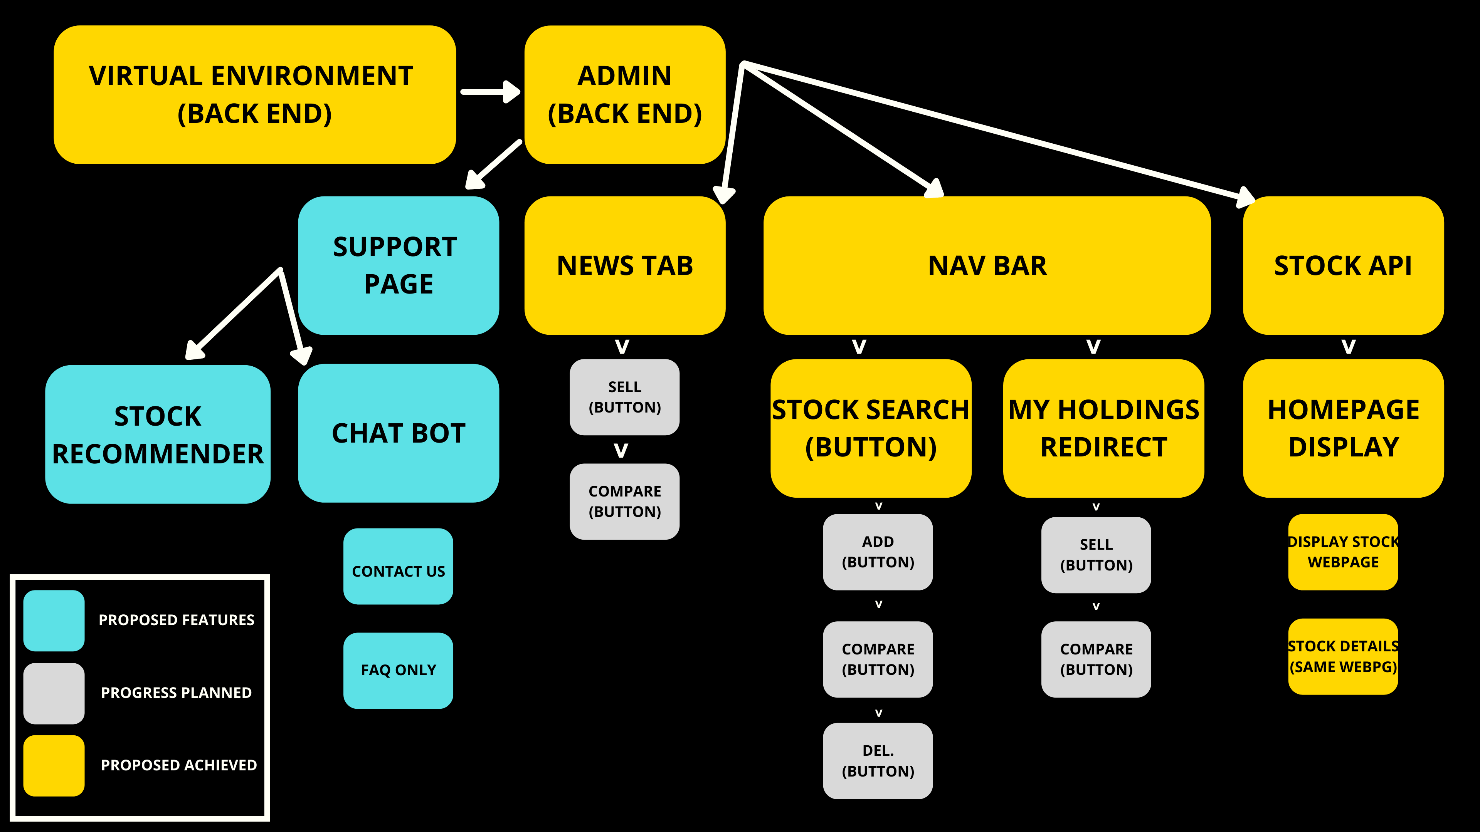 VIRTUAL ENVIRONMENT
(BACK END)
ADMIN
(BACK END)
SUPPORT
PAGE
NEWS TAB
NAV BAR
STOCK API
STOCK
RECOMMENDER
CHAT BOT
SELL
(BUTTON)
COMPARE
(BUTTON)
STOCK SEARCH
(BUTTON)
MY HOLDINGS
REDIRECT
HOMEPAGE
DISPLAY
CONTACT US
FAQ ONLY
ADD
(BUTTON)
COMPARE
(BUTTON)
DEL.
(BUTTON)
SELL
(BUTTON)
COMPARE
(BUTTON)
DISPLAY STOCK
WEBPAGE
STOCK DETAILS
(SAME WEBPG)
PROPOSED FEATURES
PROGRESS PLANNED
PROPOSED ACHIEVED